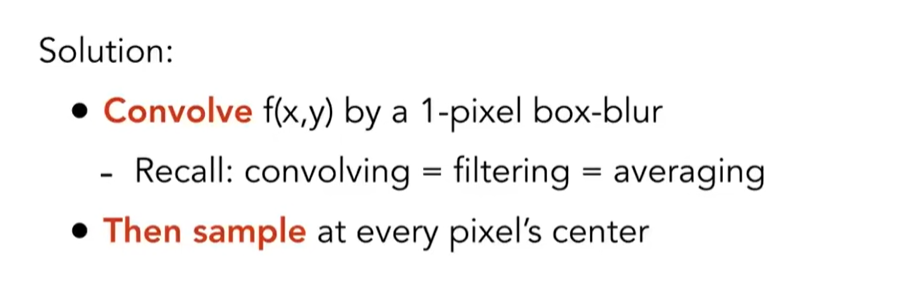 Solution:
• Convolve f(x,y) by a 1-pixel box-blur
- Recall: convolving = filtering = averaging
• Then sample at every pixel’s center